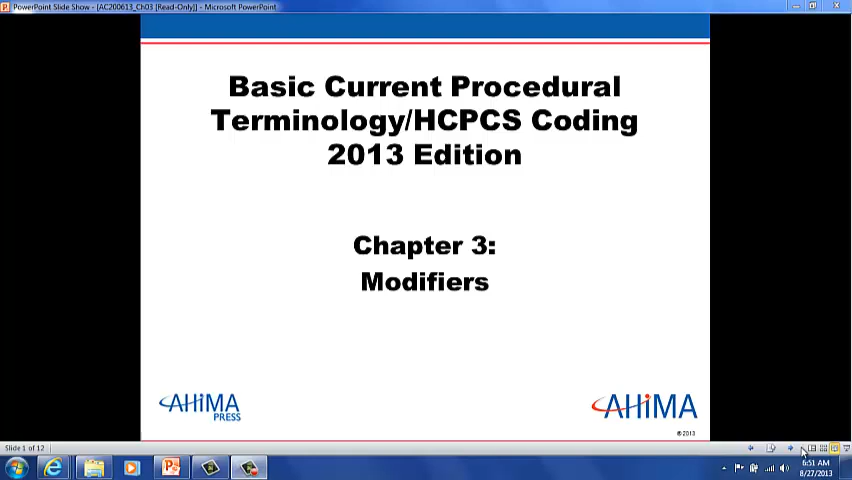 PowerPoint Slide Show - [AC200613_Ch03 [Read-Only]] - Microsoft PowerPoint
Basic Current Procedural
Terminology/HCPCS Coding
2013 Edition
Chapter 3:
Modifiers
AHIMA
PRESS
AHIMA
© 2013
Slide 1 of 12
6:51 AM
8/27/2013